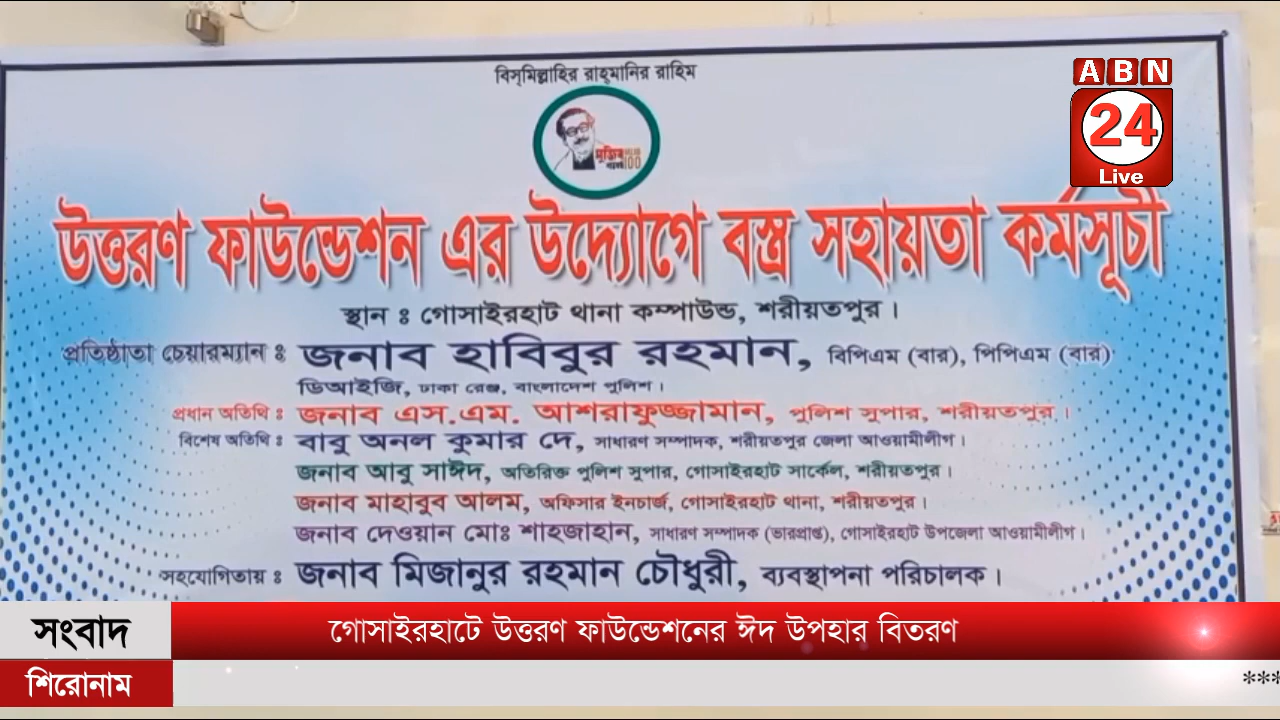 বিস্‌মিল্লাহির রাহ্‌মানির রাহিম
ABN
24
Live
উত্তরণ ফাউন্ডেশন এর উদ্যোগে বস্ত্র সহায়তা কর্মসূচী
স্থান ঃ গোসাইরহাট থানা কম্পাউন্ড, শরীয়তপুর ।
প্রতিষ্ঠাতা চেয়ারম্যান ঃ জনাব হাবিবুর রহমান, বিপিএম (বার), পিপিএম (বার)
ডিআইজি, ঢাকা রেঞ্জ, বাংলাদেশ পুলিশ ।
প্রধান অতিথি ঃ জনাব এস.এম. আশরাফুজ্জামান, পুলিশ সুপার, শরীয়তপুর ।
বিশেষ অতিথি ঃ বাবু অনল কুমার দে, সাধারণ সম্পাদক, শরীয়তপুর জেলা আওয়ামীলীগ ।
জনাব আবু সাঈদ, অতিরিক্ত পুলিশ সুপার, গোসাইরহাট সার্কেল, শরীয়তপুর ।
জনাব মাহাবুব আলম, অফিসার ইনচার্জ, গোসাইরহাট থানা, শরীয়তপুর ।
জনাব দেওয়ান মোঃ শাহজাহান, সাধারণ সম্পাদক (ভারপ্রাপ্ত), গোসাইরহাট উপজেলা আওয়ামীলীগ ।
সহযোগিতায় ঃ জনাব মিজানুর রহমান চৌধুরী, ব্যবস্থাপনা পরিচালক ।
সংবাদ
গোসাইরহাটে উত্তরণ ফাউন্ডেশনের ঈদ উপহার বিতরণ
শিরোনাম
***